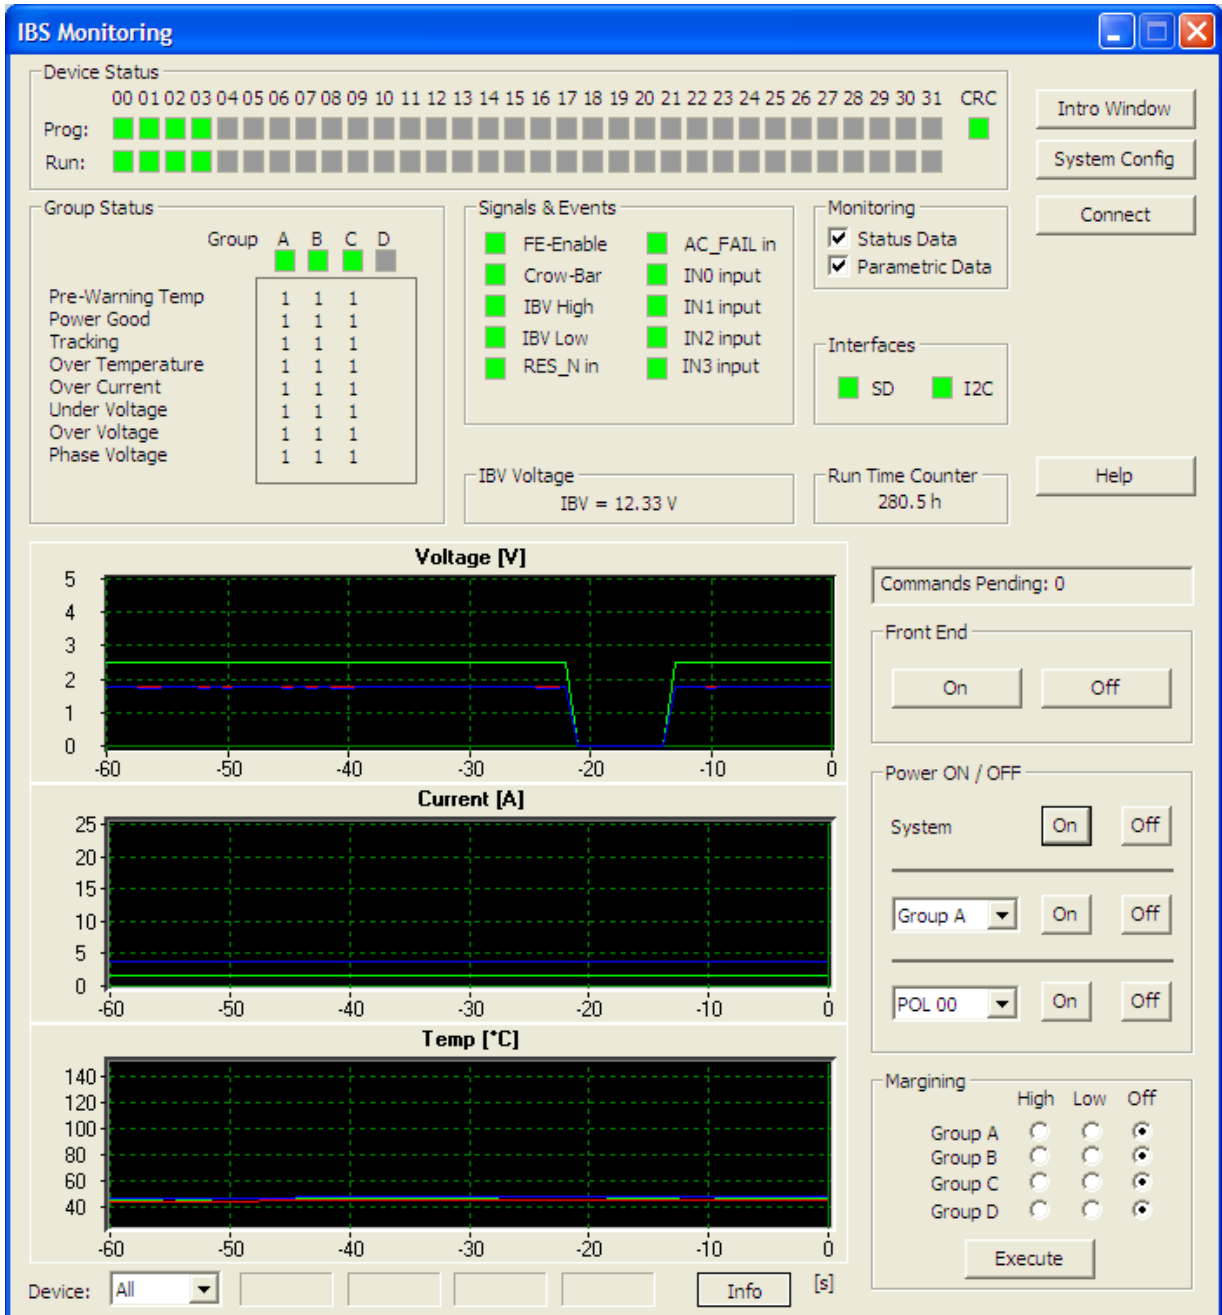 IBS Monitoring
Device Status
00 01 02 03 04 05 06 07 08 09 10 11 12 13 14 15 16 17 18 19 20 21 22 23 24 25 26 27 28 29 30 31 CRC
Prog:
Run:
Intro Window
System Config
Connect
Help
Group Status
Group A B C D
Pre-Warning Temp 1 1 1
Power Good 1 1 1
Tracking 1 1 1
Over Temperature 1 1 1
Over Current 1 1 1
Under Voltage 1 1 1
Over Voltage 1 1 1
Phase Voltage 1 1 1
Signals & Events
FE-Enable AC_FAIL in
Crow-Bar IN0 input
IBV High IN1 input
IBV Low IN2 input
RES_N in IN3 input
Monitoring
Status Data
Parametric Data
Interfaces
SD I2C
IBV Voltage
IBV = 12.33 V
Run Time Counter
280.5 h
Voltage [V]
5
4
3
2
1
0
-60 -50 -40 -30 -20 -10 0
Current [A]
25
20
15
10
5
0
-60 -50 -40 -30 -20 -10 0
Temp [°C]
140
120
100
80
60
40
-60 -50 -40 -30 -20 -10 0
Device: All Info [s]
Commands Pending: 0
Front End
On Off
Power ON / OFF
System On Off
Group A On Off
POL 00 On Off
Margining
High Low Off
Group A
Group B
Group C
Group D
Execute